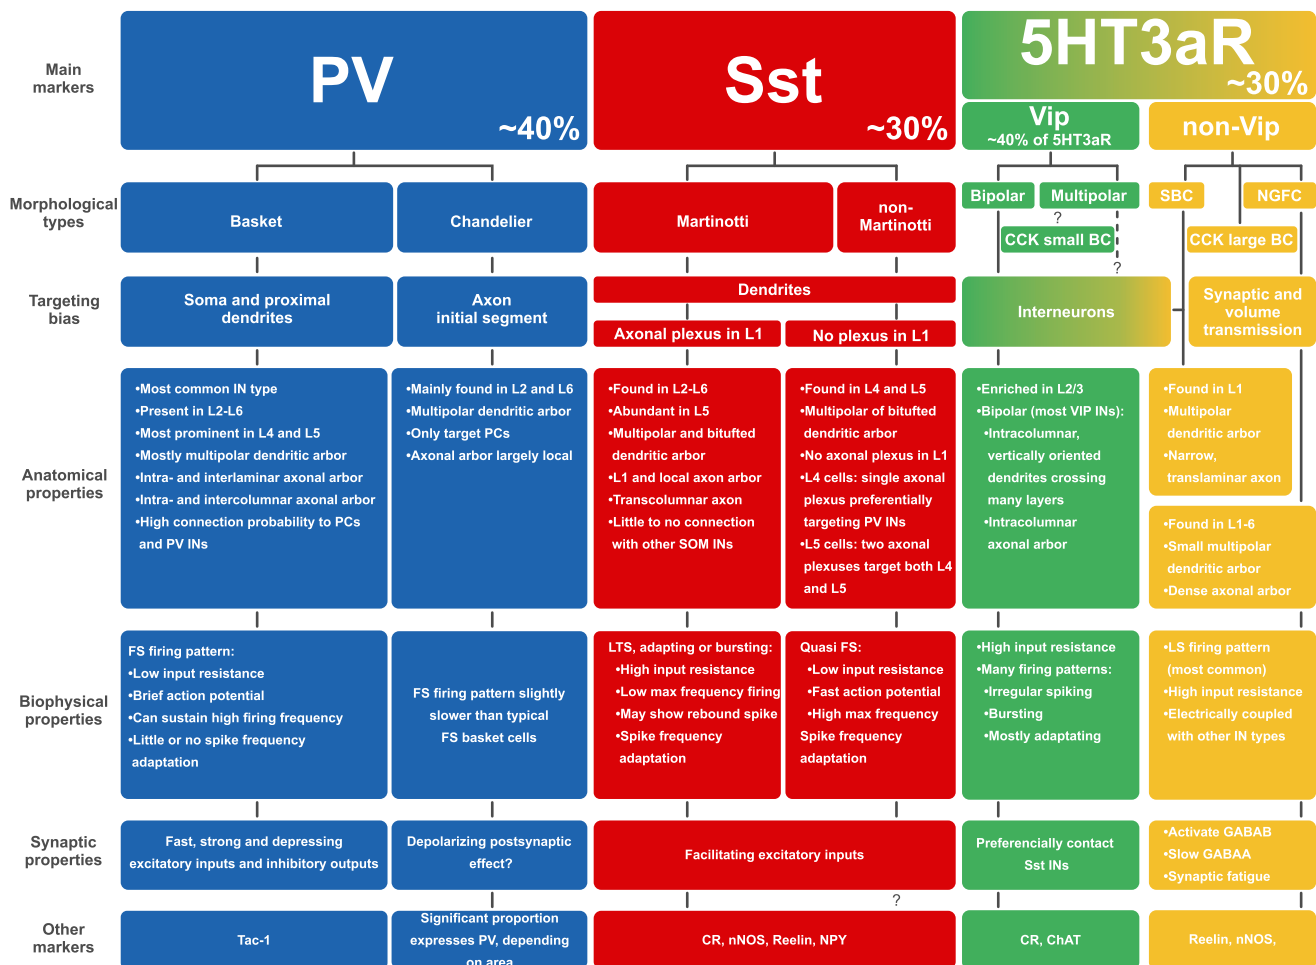 Main
markers
PV
~40%
Sst
~30%
5HT3aR
~30%
Vip
~40% of 5HT3aR
non-Vip
Morphological
types
Basket
Chandelier
Martinotti
non-
Martinotti
Bipolar
Multipolar
?
CCK small BC
?
SBC
NGFC
CCK large BC
Targeting
bias
Soma and proximal
dendrites
Axon
initial segment
Dendrites
Axonal plexus in L1
No plexus in L1
Interneurons
Synaptic and
volume
transmission
Anatomical
properties
•Most common IN type
•Present in L2-L6
•Most prominent in L4 and L5
•Mostly multipolar dendritic arbor
•Intra- and interlaminar axonal arbor
•Intra- and intercolumnar axonal arbor
•High connection probability to PCs
and PV INs
•Mainly found in L2 and L6
•Multipolar dendritic arbor
•Only target PCs
•Axonal arbor largely local
•Found in L2-L6
•Abundant in L5
•Multipolar and bitufted
dendritic arbor
•L1 and local axon arbor
•Transcolumnar axon
•Little to no connection
with other SOM INs
•Found in L4 and L5
•Multipolar of bitufted
dendritic arbor
•No axonal plexus in L1
•L4 cells: single axonal
plexus preferentially
targeting PV INs
•L5 cells: two axonal
plexuses target both L4
and L5
•Enriched in L2/3
•Bipolar (most VIP INs):
•Intracolumnar,
vertically oriented
dendrites crossing
many layers
•Intracolumnar
axonal arbor
•Found in L1
•Multipolar
dendritic arbor
•Narrow,
translaminar axon
•Found in L1-6
•Small multipolar
dendritic arbor
•Dense axonal arbor
Biophysical
properties
FS firing pattern:
•Low input resistance
•Brief action potential
•Can sustain high firing frequency
•Little or no spike frequency
adaptation
FS firing pattern slightly
slower than typical
FS basket cells
LTS, adapting or bursting:
•High input resistance
•Low max frequency firing
•May show rebound spike
•Spike frequency
adaptation
Quasi FS:
•Low input resistance
•Fast action potential
•High max frequency
Spike frequency
adaptation
•High input resistance
•Many firing patterns:
•Irregular spiking
•Bursting
•Mostly adaptating
•LS firing pattern
(most common)
•High input resistance
•Electrically coupled
with other IN types
Synaptic
properties
Fast, strong and depressing
excitatory inputs and inhibitory outputs
Depolarizing postsynaptic
effect?
Facilitating excitatory inputs
Preferencially contact
Sst INs
•Activate GABAB
•Slow GABAA
•Synaptic fatigue
?
Other
markers
Tac-1
Significant proportion
expresses PV, depending
on area
CR, nNOS, Reelin, NPY
CR, ChAT
Reelin, nNOS,